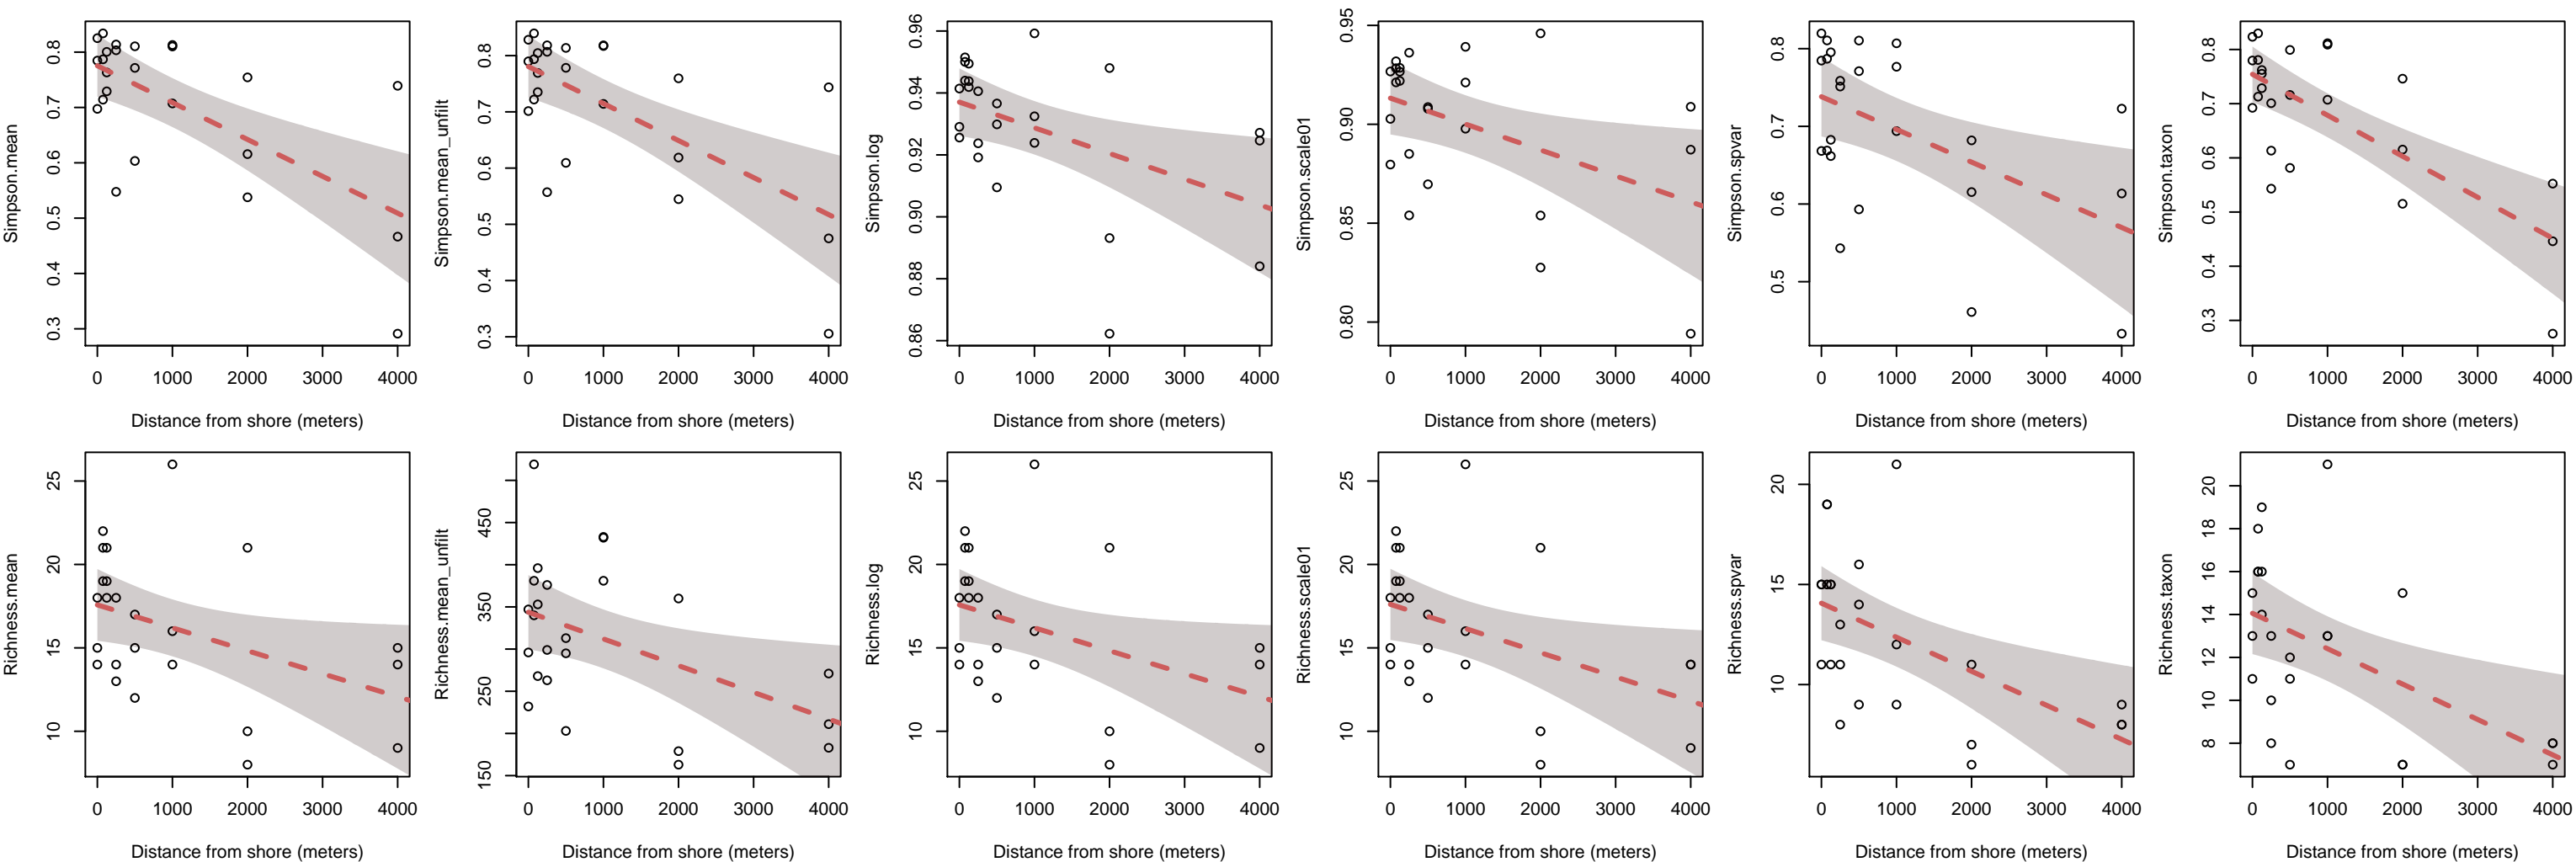 Simpson.mean
0.3 0.4 0.5 0.6 0.7 0.8
0 1000 2000 3000 4000
Distance from shore (meters)
Simpson.mean_unfilt
0.3 0.4 0.5 0.6 0.7 0.8
0 1000 2000 3000 4000
Distance from shore (meters)
Simpson.log
0.86 0.88 0.90 0.92 0.94 0.96
0 1000 2000 3000 4000
Distance from shore (meters)
Simpson.scale01
0.80 0.85 0.90 0.95
0 1000 2000 3000 4000
Distance from shore (meters)
Simpson.spvar
0.5 0.6 0.7 0.8
0 1000 2000 3000 4000
Distance from shore (meters)
Simpson.taxon
0.3 0.4 0.5 0.6 0.7 0.8
0 1000 2000 3000 4000
Distance from shore (meters)
Richness.mean
10 15 20 25
0 1000 2000 3000 4000
Distance from shore (meters)
Richness.mean_unfilt
150 250 350 450
0 1000 2000 3000 4000
Distance from shore (meters)
Richness.log
10 15 20 25
0 1000 2000 3000 4000
Distance from shore (meters)
Richness.scale01
10 15 20 25
0 1000 2000 3000 4000
Distance from shore (meters)
Richness.spvar
10 15 20
0 1000 2000 3000 4000
Distance from shore (meters)
Richness.taxon
8 10 12 14 16 18 20
0 1000 2000 3000 4000
Distance from shore (meters)